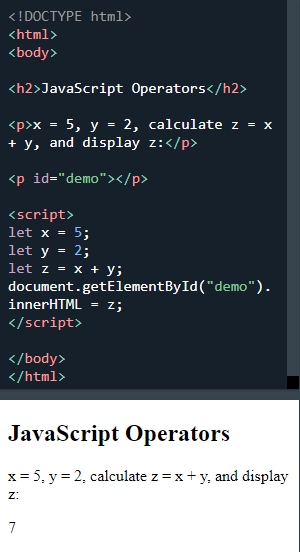 <!DOCTYPE html>
<html>
<body>
<h2>JavaScript Operators</h2>
<p>x = 5, y = 2, calculate z = x
+ y, and display z:</p>
<p id="demo"></p>
<script>
let x = 5;
let y = 2;
let z = x + y;
document.getElementById("demo").
innerHTML = z;
</script>
</body>
</html>
JavaScript Operators
x = 5, y = 2, calculate z = x + y, and display
z:
7